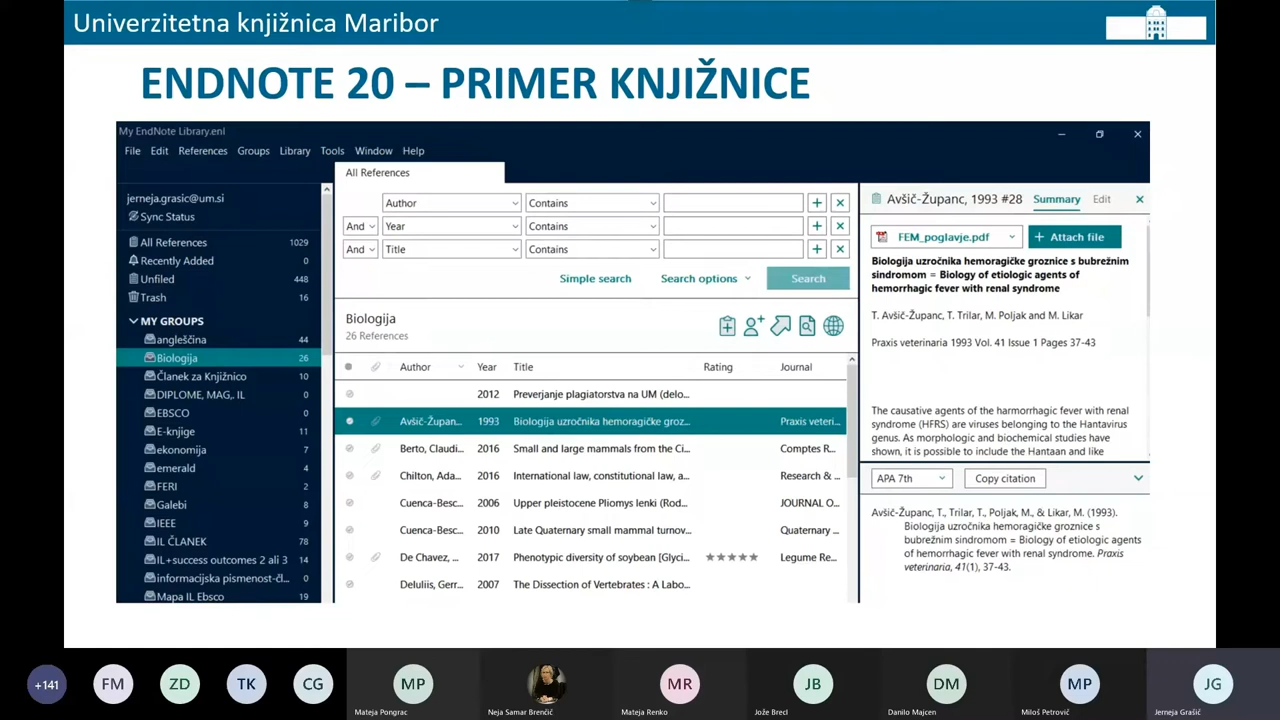 Univerzitetna knjižnica Maribor
ENDNOTE 20 – PRIMER KNJIŽNICE
My EndNote Library.enl
File Edit References Groups Library Tools Window Help
jerneja.grasic@um.si
Sync Status
All References 1029
Recently Added 0
Unfiled 448
Trash 16
MY GROUPS
angleščina 44
Biologija 26
Članek za Knjižnico 10
DIPLOME, MAG,. IL 0
EBSCO 0
E-knjige 11
ekonomija 7
emerald 4
FERI 2
Galebi 8
IEEE 9
IL ČLANEK 78
IL+success outcomes 2 ali 3 14
informacijska pismenost-čl... 0
Mapa IL Ebsco 19
All References
Author Contains
And Year Contains
And Title Contains
Simple search Search options Search
Biologija
26 References
Author Year Title Rating Journal
2012 Preverjanje plagiatorstva na UM (delo...
Avšič-Župan... 1993 Biologija uzročnika hemoragičke groz... Praxis veteri...
Berto, Claudi... 2016 Small and large mammals from the Ci... Comptes R...
Chilton, Ada... 2016 International law, constitutional law, a... Research & ...
Cuenca-Besc... 2006 Upper pleistocene Pliomys lenki (Rod... JOURNAL O...
Cuenca-Besc... 2010 Late Quaternary small mammal turnov... Quaternary ...
De Chavez, ... 2017 Phenotypic diversity of soybean [Glyci... ★★★★★ Legume Re...
Deluliis, Gerr... 2007 The Dissection of Vertebrates : A Labo...
Avšič-Župranc, 1993 #28 Summary Edit
FEM_poglavje.pdf + Attach file
Biologija uzročnika hemoragičke groznice s bubrežnim
sindromom = Biology of etiologic agents of
hemorrhagic fever with renal syndrome
T. Avšič-Županc, T. Trilar, M. Poljak and M. Likar
Praxis veterinaria 1993 Vol. 41 Issue 1 Pages 37-43
The causative agents of the harmorrhagic fever with renal
syndrome (HFRS) are viruses belonging to the Hantavirus
genus. As morphologic and biochemical studies have
shown, it is possible to include the Hantaan and like
APA 7th Copy citation
Avšič-Županc, T., Trilar, T., Poljak, M., & Likar, M. (1993).
Biologija uzročnika hemoragičke groznice s
bubrežnim sindromom = Biology of etiologic agents
of hemorrhagic fever with renal syndrome. Praxis
veterinaria, 41(1), 37-43.
+141 FM ZD TK CG MP MR JB DM MP JG
Mateja Pongrac Neja Samar Brenčič Mateja Renko Jože Brecl Danilo Majcen Miloš Petrovič Jerneja Grašič